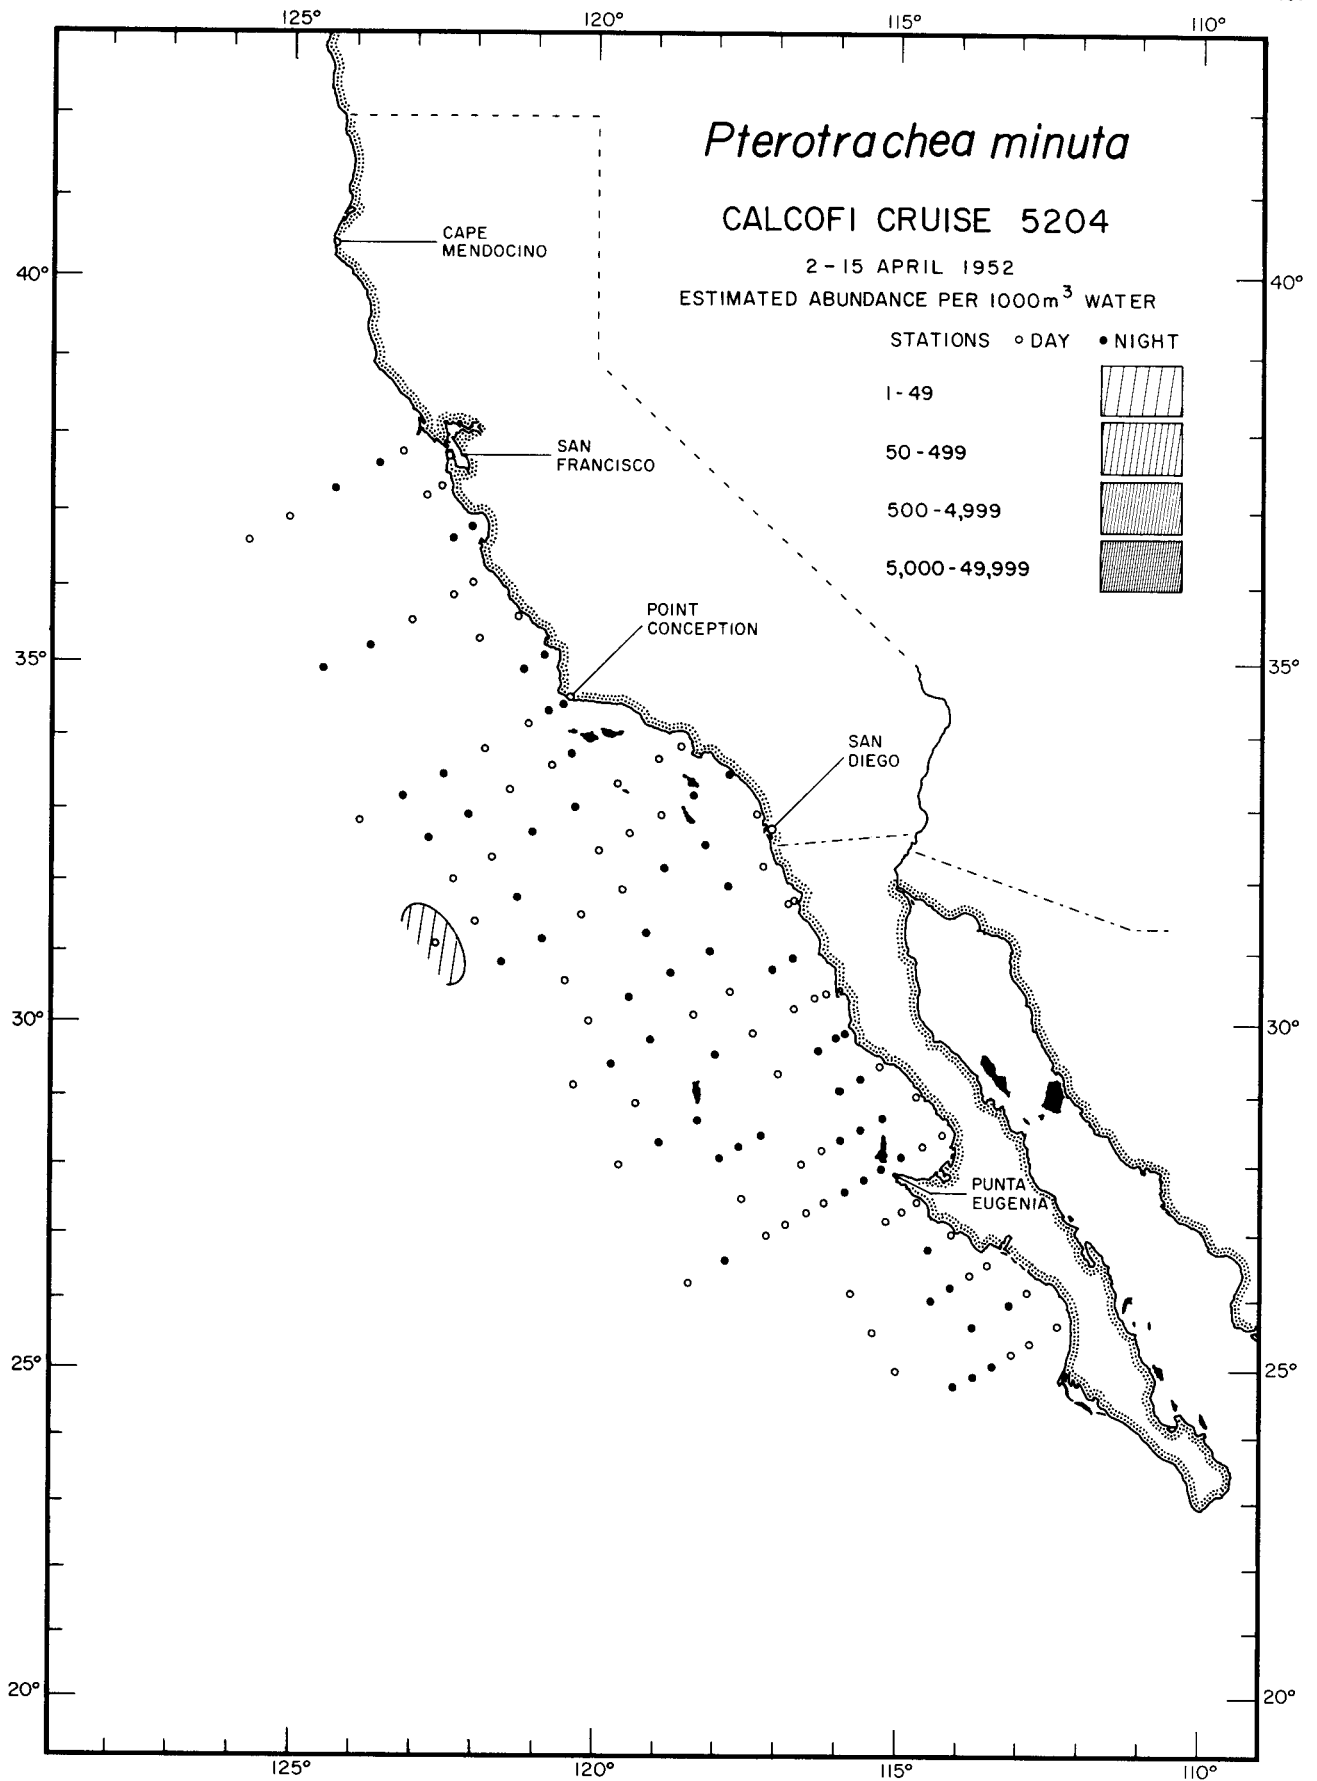 125° 120° 115° 110°
Pterotrachea minuta
CALCOFI CRUISE 5204
2-15 APRIL 1952
ESTIMATED ABUNDANCE PER 1000m³ WATER
STATIONS ○ DAY ● NIGHT
1-49
50-499
500-4,999
5,000-49,999
CAPE
MENDOCINO
40° 40°
SAN
FRANCISCO
POINT
CONCEPTION
35° 35°
SAN
DIEGO
30° 30°
PUNTA
EUGENIA
25° 25°
20° 20°
125° 120° 115° 110°